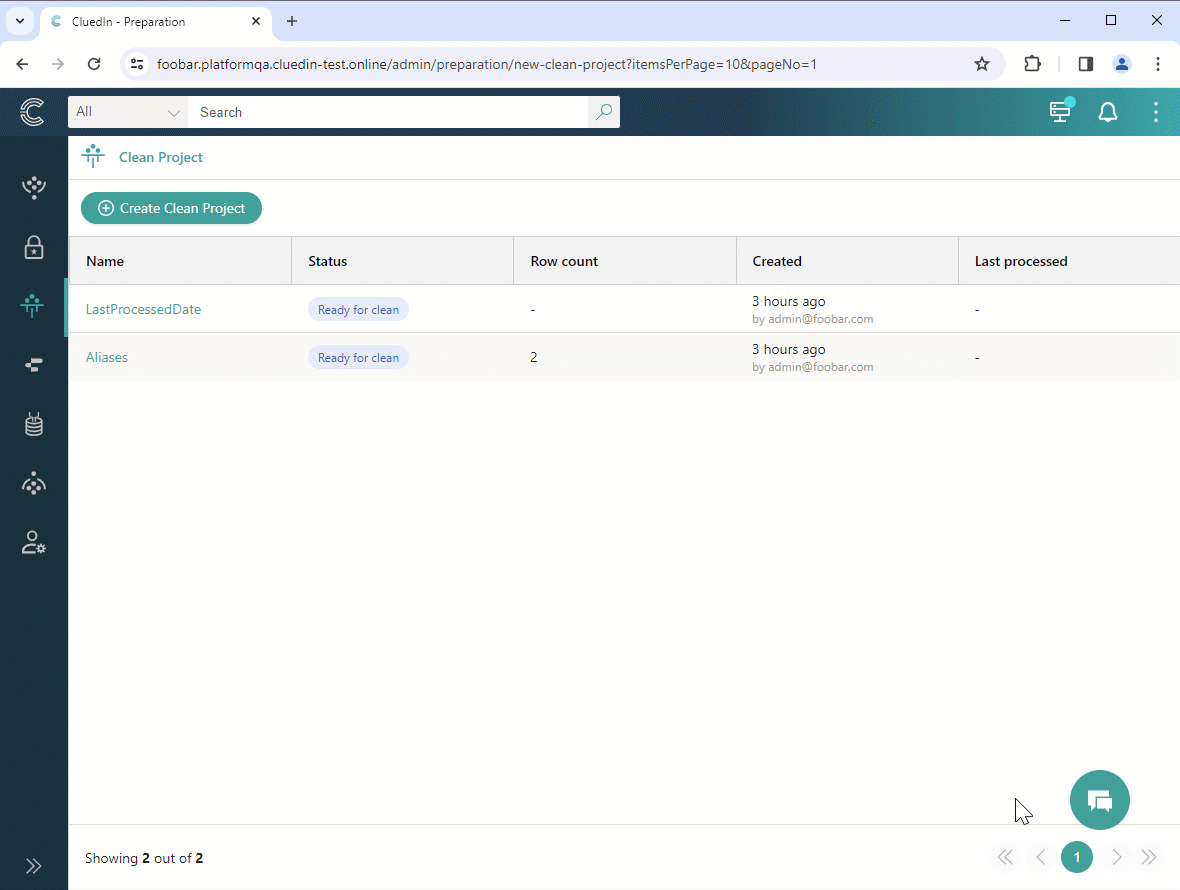 CluedIn - Preparation
foobar.platformqa.cluedin-test.online/admin/preparation/new-clean-project?itemsPerPage=10&pageNo=1
All Search
Clean Project
Create Clean Project
Name Status Row count Created Last processed
LastProcessedDate Ready for clean - 3 hours ago -
by admin@foobar.com
Aliases Ready for clean 2 3 hours ago -
by admin@foobar.com
Showing 2 out of 2 1